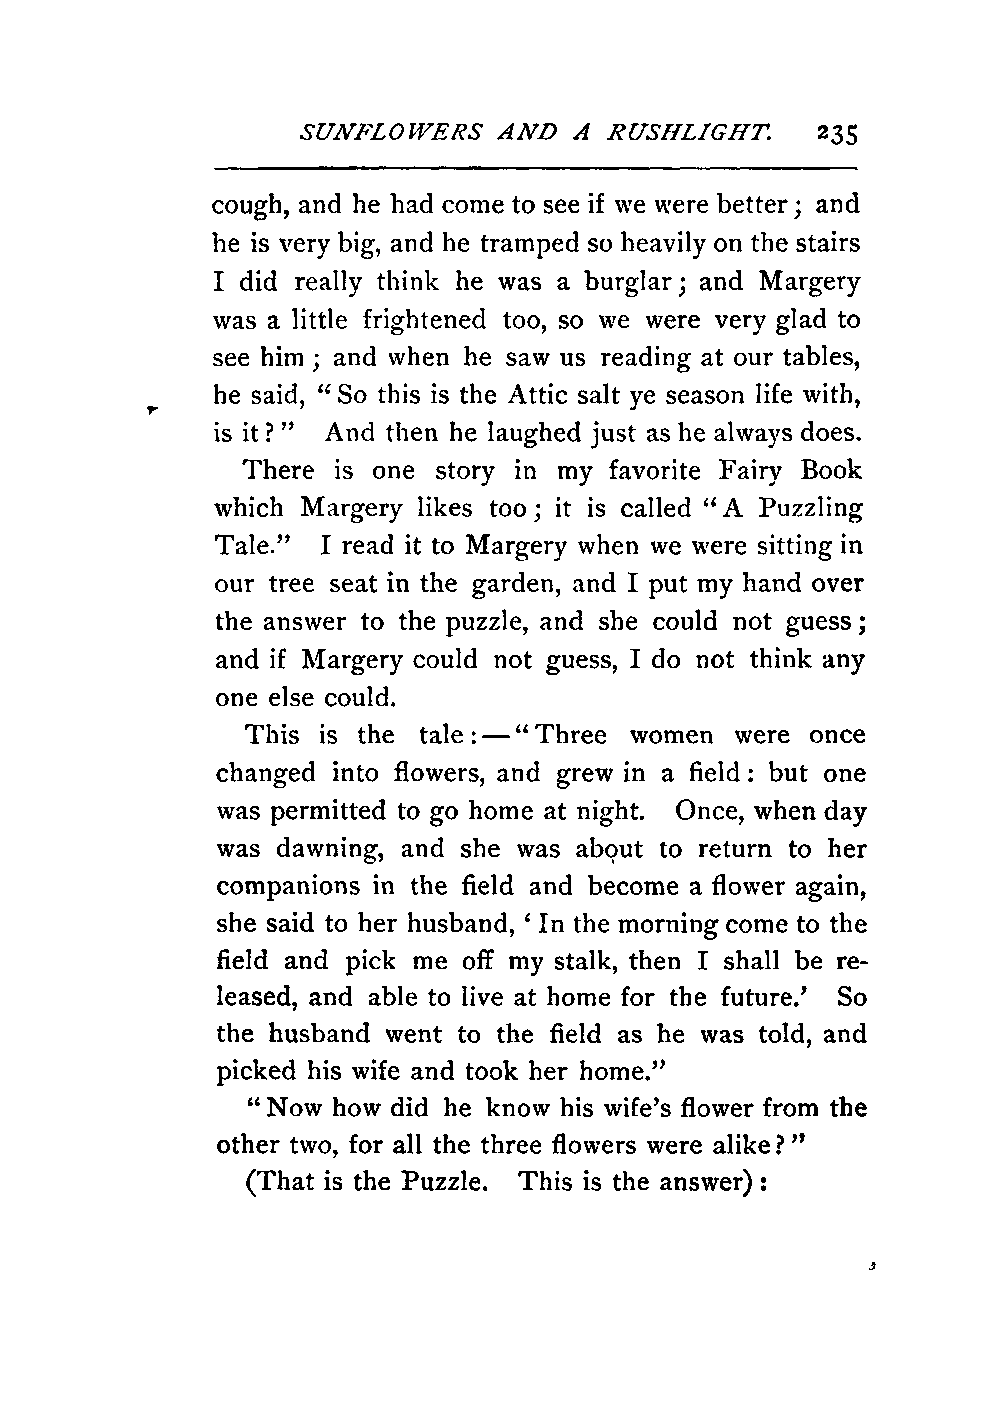 SUNFLOWERS AND A RUSHLIGHT. 235
cough, and he had come to see if we were better; and
he is very big, and he tramped so heavily on the stairs
I did really think he was a burglar; and Margery
was a little frightened too, so we were very glad to
see him; and when he saw us reading at our tables,
he said, “So this is the Attic salt ye season life with,
is it?” And then he laughed just as he always does.
There is one story in my favorite Fairy Book
which Margery likes too; it is called “A Puzzling
Tale.” I read it to Margery when we were sitting in
our tree seat in the garden, and I put my hand over
the answer to the puzzle, and she could not guess;
and if Margery could not guess, I do not think any
one else could.
This is the tale:—“Three women were once
changed into flowers, and grew in a field: but one
was permitted to go home at night. Once, when day
was dawning, and she was about to return to her
companions in the field and become a flower again,
she said to her husband, ‘In the morning come to the
field and pick me off my stalk, then I shall be re-
leased, and able to live at home for the future.’ So
the husband went to the field as he was told, and
picked his wife and took her home.”
“Now how did he know his wife’s flower from the
other two, for all the three flowers were alike?”
(That is the Puzzle. This is the answer):